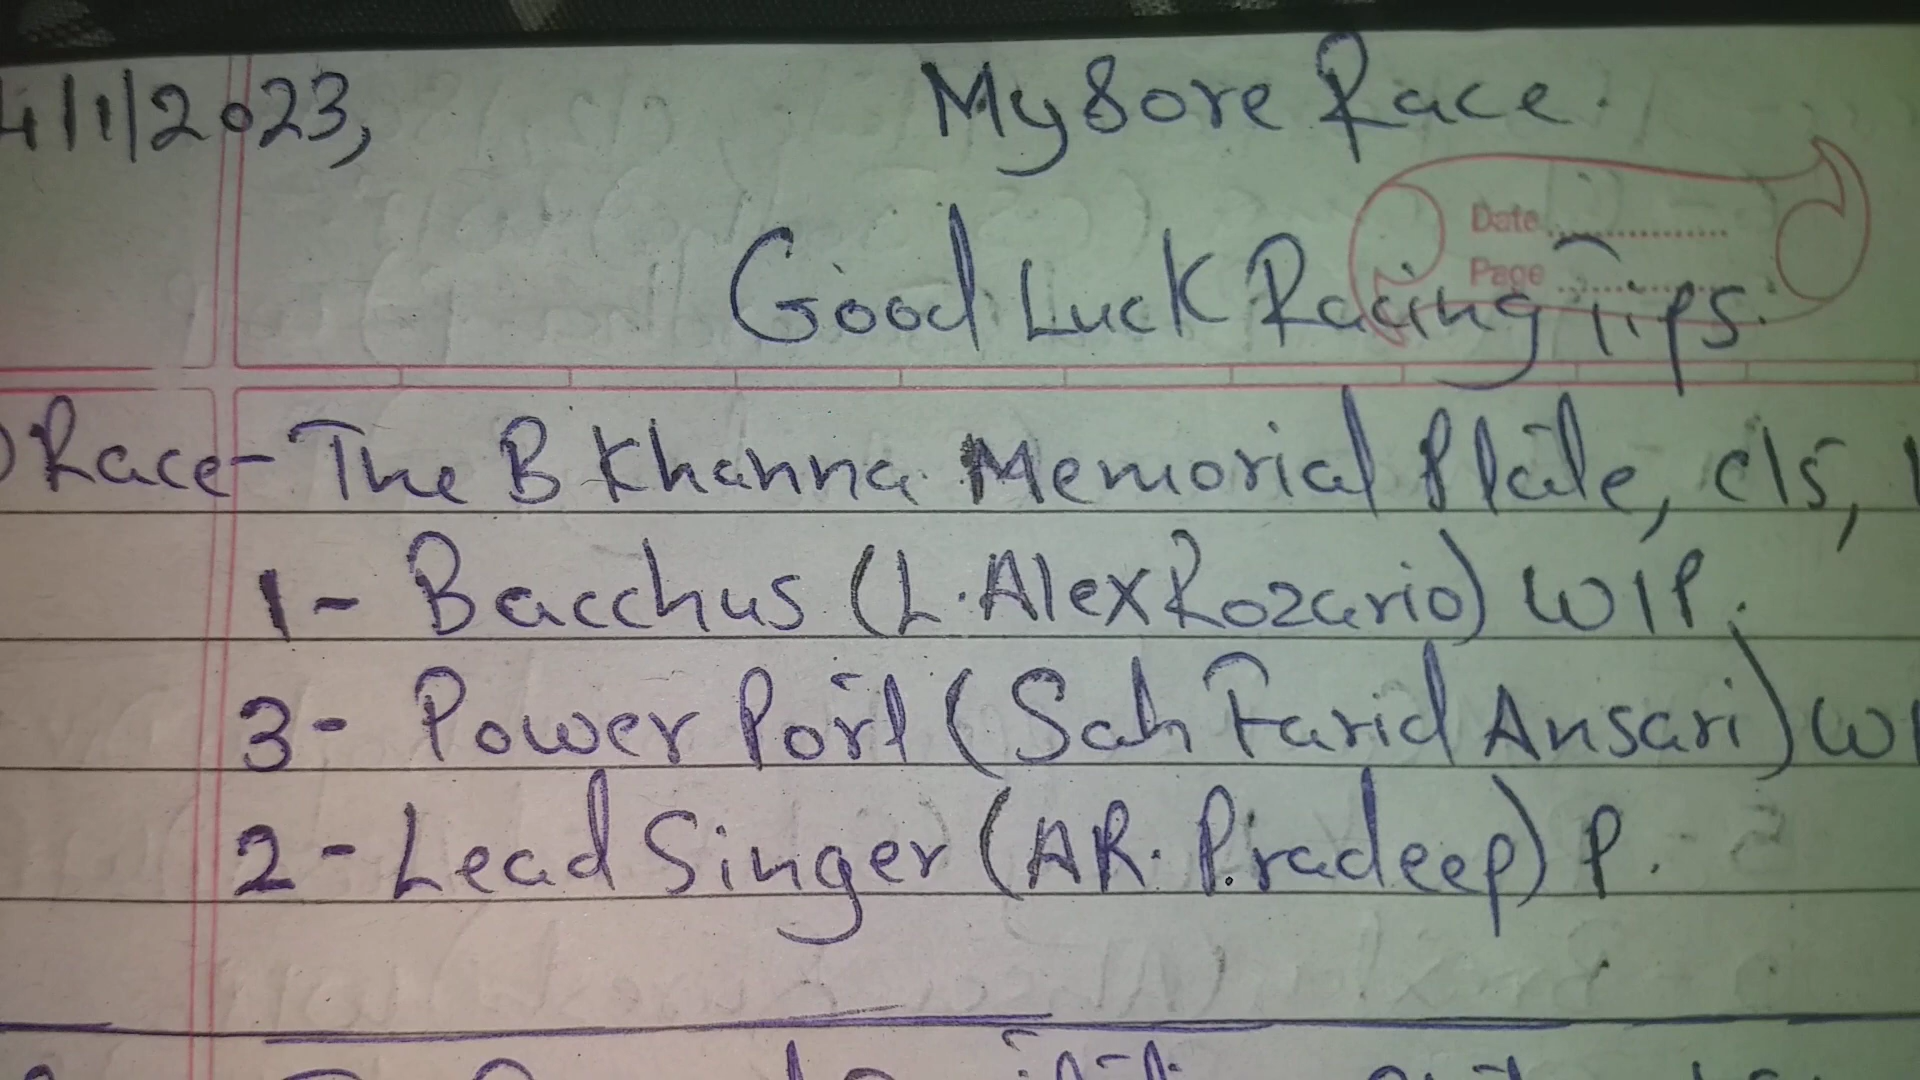 4/1/2023,
Mysore Race.
Date
Page
Good Luck Racing Tips.
) Race - The B Khanna Memorial Plate, cl5,
1 - Bacchus (L. Alex Rozario) W/P.
3 - Power Port (Sah Farid Ansari) W/
2 - Lead Singer (AR. Pradeep) P.